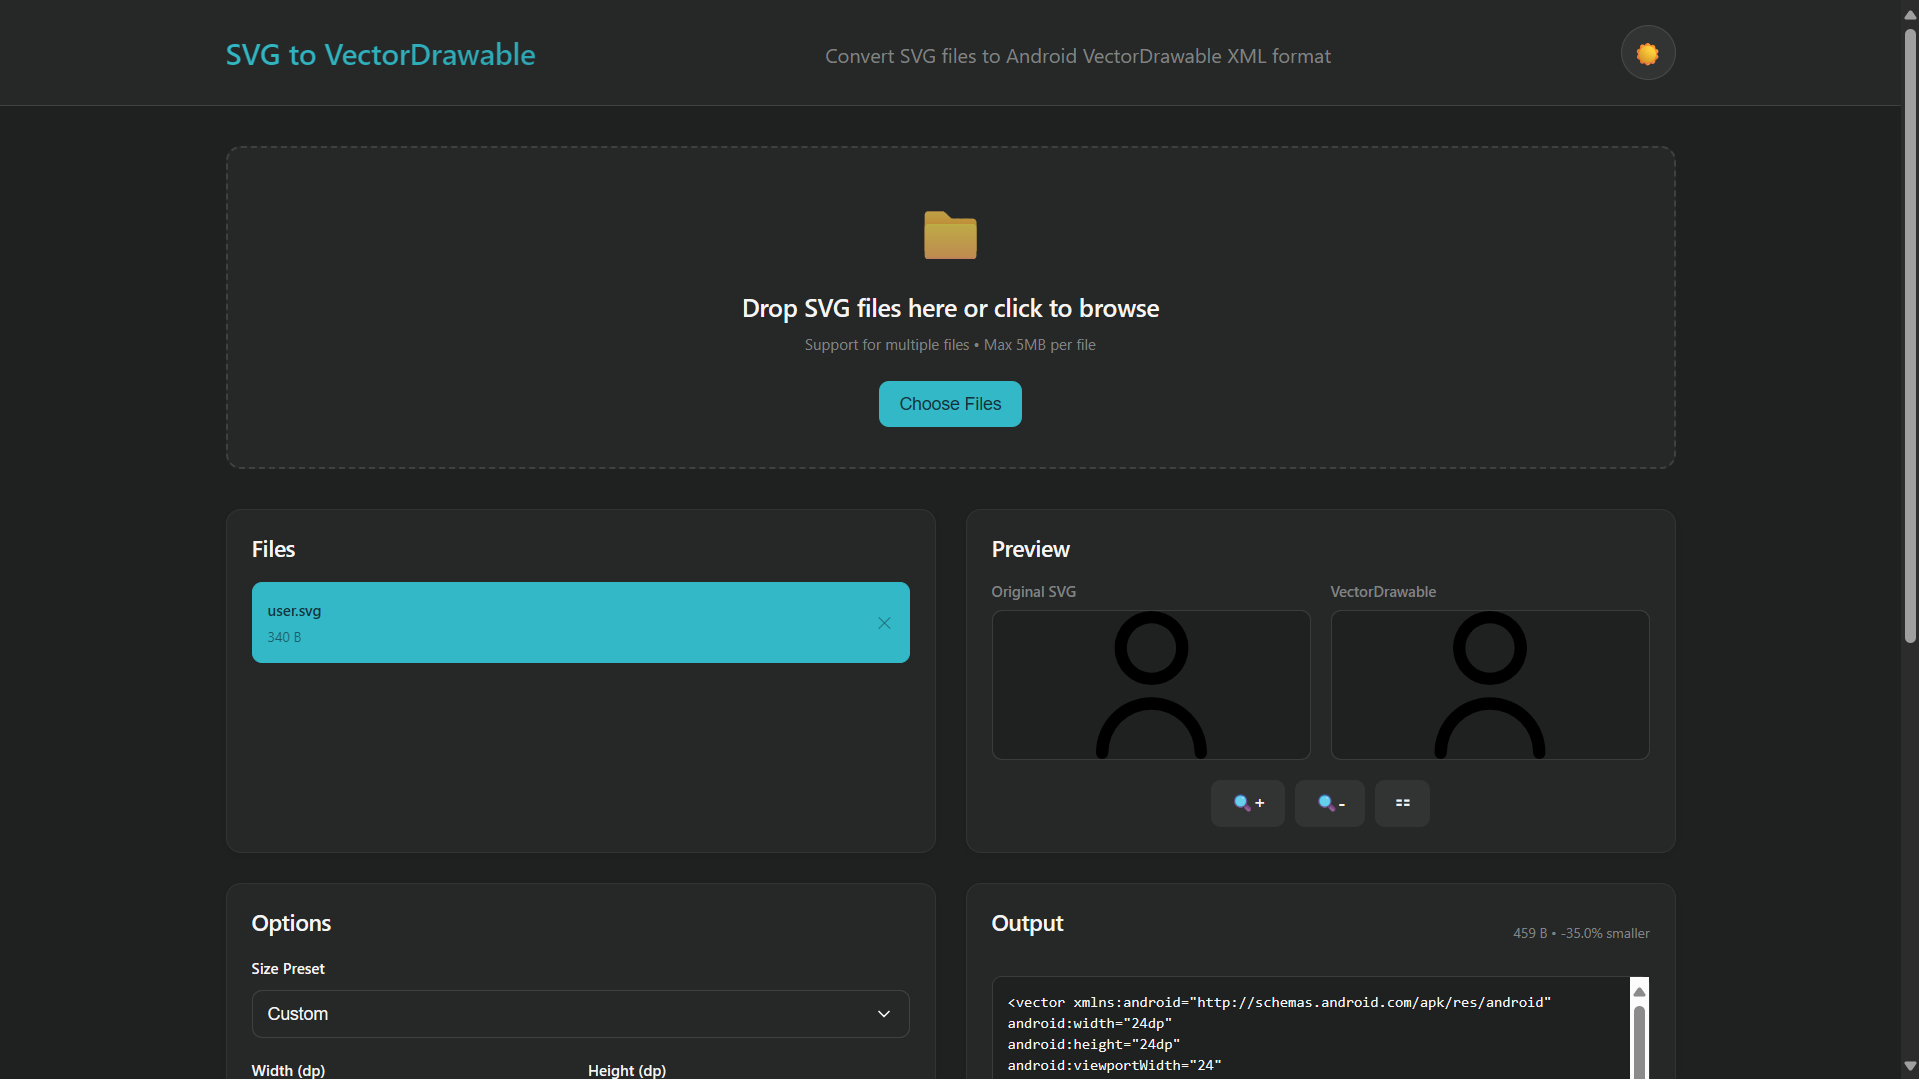 SVG to VectorDrawable
Convert SVG files to Android VectorDrawable XML format
Drop SVG files here or click to browse
Support for multiple files • Max 5MB per file
Choose Files
Files
user.svg
340 B
Preview
Original SVG
VectorDrawable
+
-
Options
Size Preset
Custom
Width (dp)
Height (dp)
Output
459 B • -35.0% smaller
<vector xmlns:android="http://schemas.android.com/apk/res/android"
android:width="24dp"
android:height="24dp"
android:viewportWidth="24"